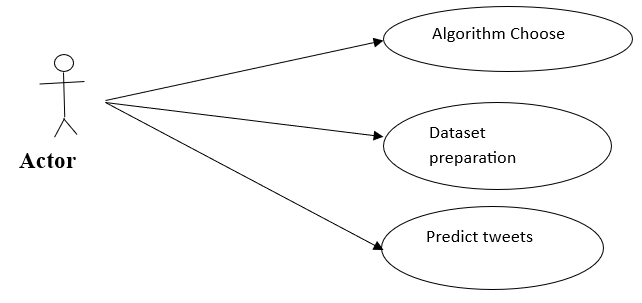 Algorithm Choose
Dataset
preparation
Actor
Predict tweets